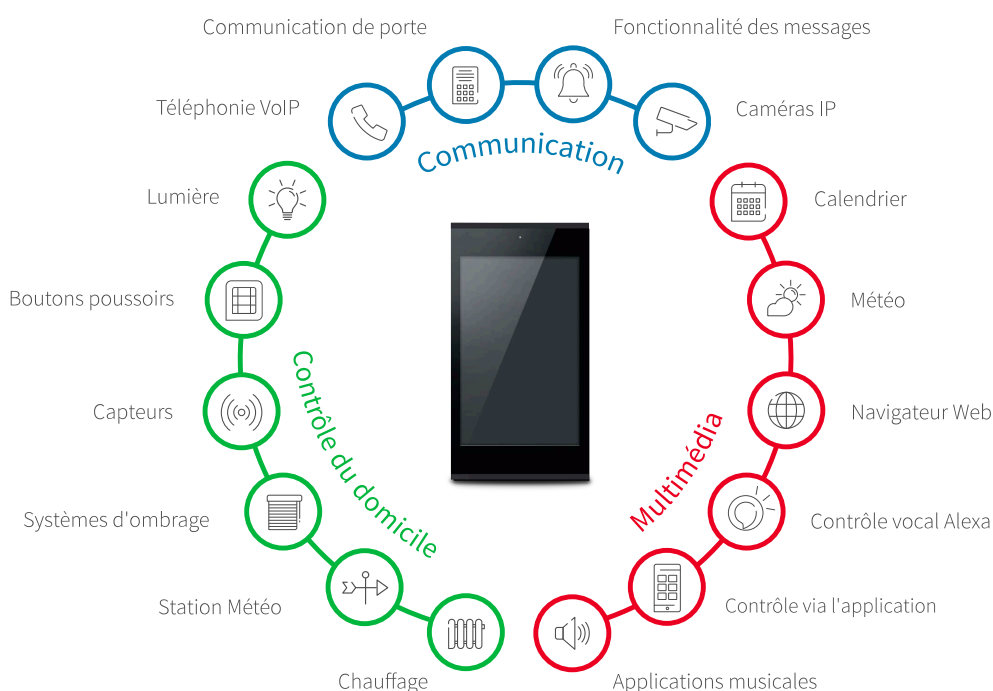 Communication de porte
Fonctionnalité des messages
Téléphonie VoIP
Caméras IP
Communication
Lumière
Calendrier
Boutons poussoirs
Météo
Contrôle du domicile
Capteurs
Navigateur Web
Multimédia
Systèmes d'ombrage
Contrôle vocal Alexa
Station Météo
Contrôle via l'application
Chauffage
Applications musicales